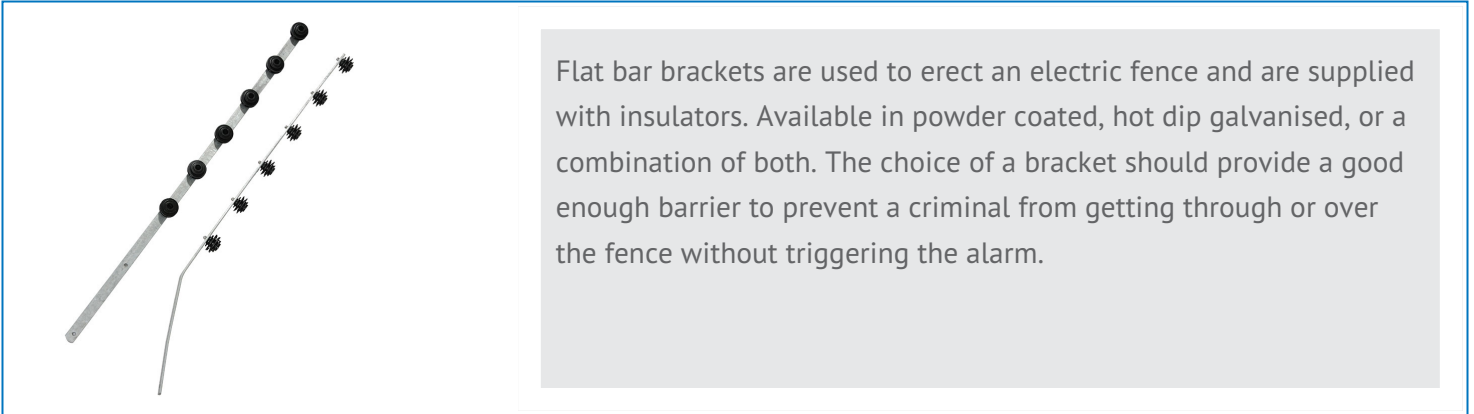 Flat bar brackets are used to erect an electric fence and are supplied
with insulators. Available in powder coated, hot dip galvanised, or a
combination of both. The choice of a bracket should provide a good
enough barrier to prevent a criminal from getting through or over
the fence without triggering the alarm.